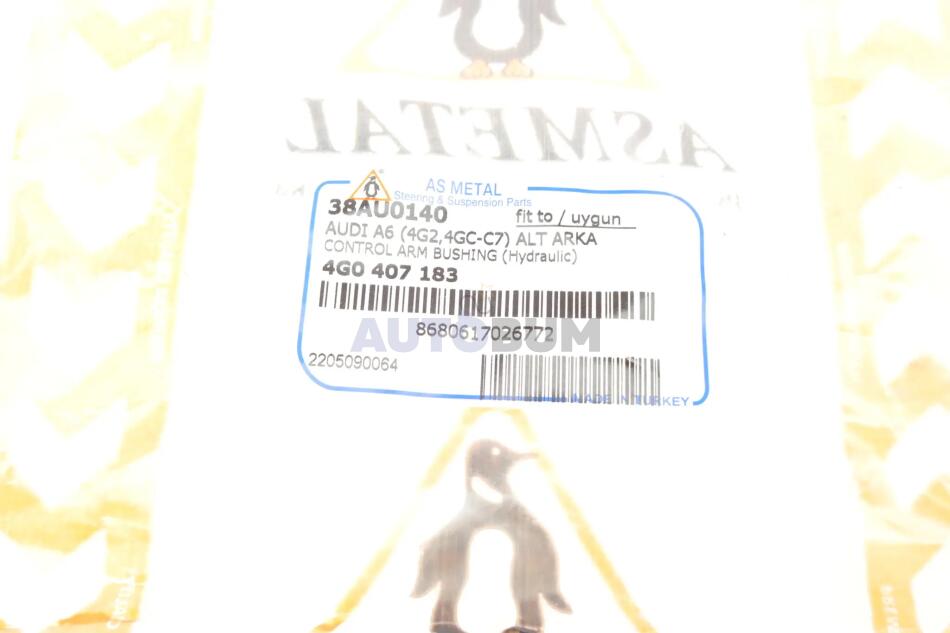 ASMETAL
AS METAL
Steering & Suspension Parts
38AU0140 fit to / uygun
AUDI A6 (4G2,4GC-C7) ALT ARKA
CONTROL ARM BUSHING (Hydraulic)
4G0 407 183
AUTOBUM
8680617026772
2205090064
MADE IN TURKEY